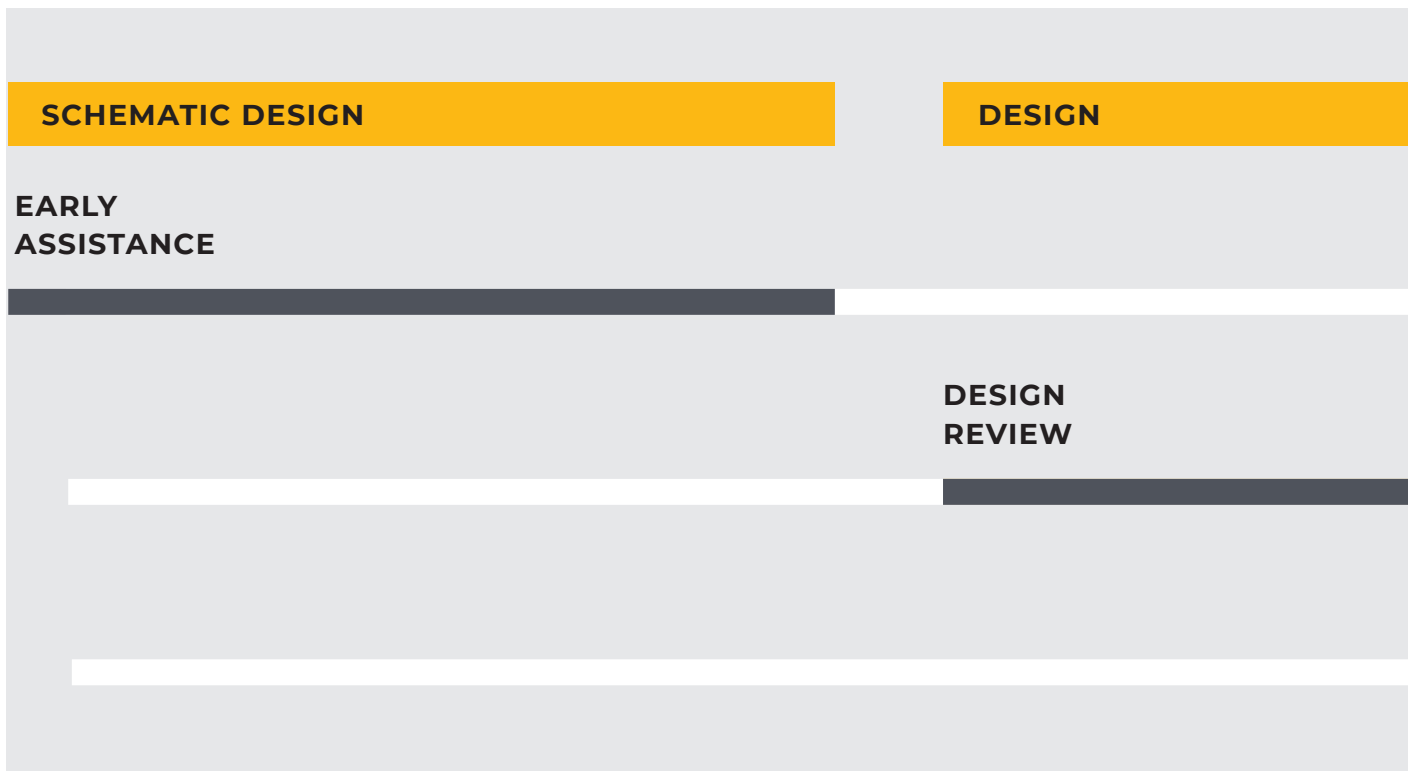 SCHEMATIC DESIGN
DESIGN
EARLY
ASSISTANCE
DESIGN
REVIEW